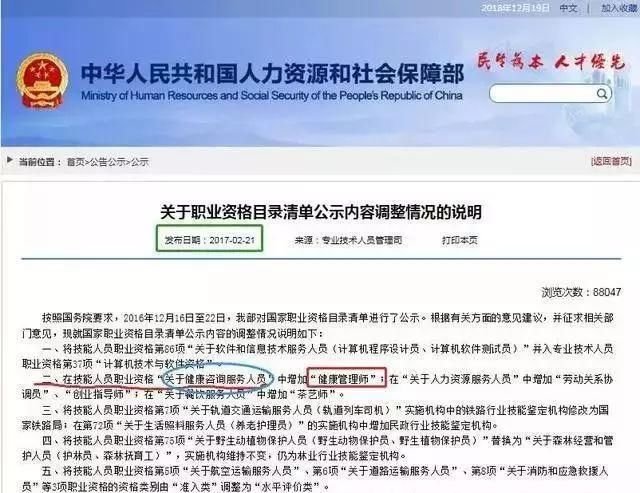 2018年12月19日 中文 | 加入收藏
中华人民共和国人力资源和社会保障部
Ministry of Human Resources and Social Security of the People's Republic of China
民生为本 人才优先
当前位置：首页>公告公示>公示
[返回首页]
关于职业资格目录清单公示内容调整情况的说明
发布日期：2017-02-21 来源：专业技术人员管理司 打印本页
浏览次数：88047
按照国务院要求，2016年12月16日至22日，我部对国家职业资格目录清单进行了公示。根据有关方面的意见建议，并征求相关部
门意见，现就国家职业资格目录清单公示内容的调整情况说明如下：
一、将技能人员职业资格第86项“关于软件和信息技术服务人员（计算机程序设计员、计算机软件测试员）”并入专业技术人
员职业资格第37项“计算机技术与软件资格”。
二、在技能人员职业资格“关于健康咨询服务人员”中增加“健康管理师”；在“关于人力资源服务人员”中增加“劳动关系协
调员”、“创业指导师”；在“关于餐饮服务人员”中增加“茶艺师”。
三、将技能人员职业资格第7项“关于轨道交通运输服务人员（轨道列车司机）”实施机构中的铁路行业技能鉴定机构修改为国
家铁路局；在第72项“关于生活照料服务人员（养老护理员）”的实施机构中增加民政行业技能鉴定机构。
四、将技能人员职业资格第75项“关于野生动植物保护人员（野生动物保护员、野生植物保护员）”替换为“关于森林经营和管
护人员（护林员、森林抚育工）”，实施机构维持不变，仍为林业行业技能鉴定机构。
五、将技能人员职业资格第5项“关于航空运输服务人员”、第6项“关于道路运输服务人员”、第8项“关于消防和应急救援人
员”等3项职业资格的资格类别由“准入类”调整为“水平评价类”。